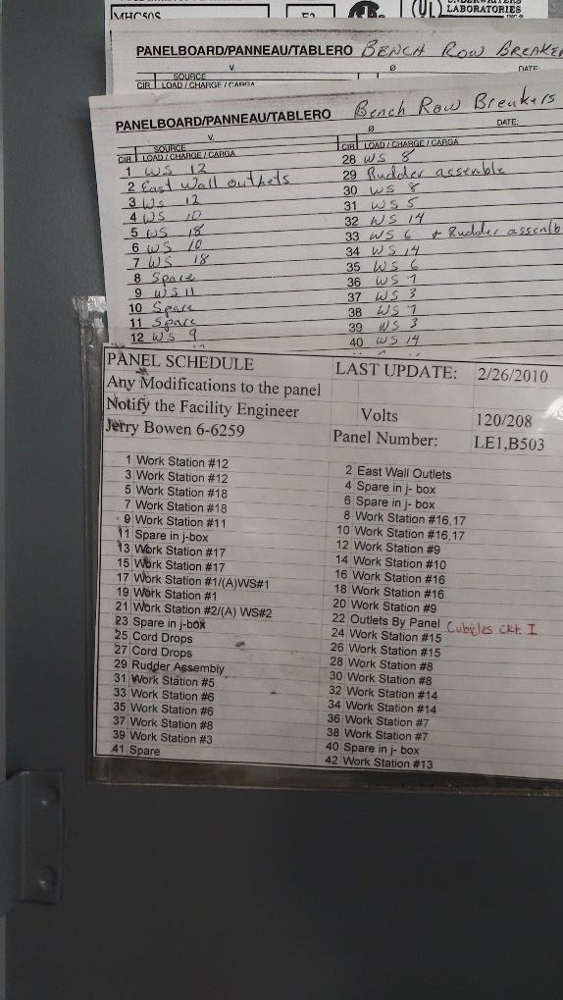 MHC50S
E2
UL
UNDERWRITERS
LABORATORIES
PANELBOARD/PANNEAU/TABLERO BENCH ROW BREAKER
V. Ø DATE:
SOURCE
CIR LOAD / CHARGE / CARGA
Bench Row Breakers
PANELBOARD/PANNEAU/TABLERO
V. Ø DATE:
SOURCE
CIR LOAD / CHARGE / CARGA
1 WS 12
2 East Wall outlets
3 WS 12
4 WS 10
5 WS 18
6 WS 10
7 WS 18
8 Spare
9 WS 11
10 Spare
11 Spare
12 WS 9
CIR LOAD / CHARGE / CARGA
28 WS 8
29 Rudder assemble
30 WS 8
31 WS 5
32 WS 14
33 WS 6 + Rudder assemb
34 WS 14
35 WS 6
36 WS 7
37 WS 3
38 WS 7
39 WS 3
40 WS 14
PANEL SCHEDULE
Any Modifications to the panel
Notify the Facility Engineer
Jerry Bowen 6-6259
LAST UPDATE: 2/26/2010
Volts 120/208
Panel Number: LE1,B503
1 Work Station #12
3 Work Station #12
5 Work Station #18
7 Work Station #18
9 Work Station #11
11 Spare in j-box
13 Work Station #17
15 Work Station #17
17 Work Station #1/(A)WS#1
19 Work Station #1
21 Work Station #2/(A) WS#2
23 Spare in j-box
25 Cord Drops
27 Cord Drops
29 Rudder Assembly
31 Work Station #5
33 Work Station #6
35 Work Station #6
37 Work Station #8
39 Work Station #3
41 Spare
2 East Wall Outlets
4 Spare in j- box
6 Spare in j- box
8 Work Station #16,17
10 Work Station #16,17
12 Work Station #9
14 Work Station #10
16 Work Station #16
18 Work Station #16
20 Work Station #9
22 Outlets By Panel Cubicles ckt. I
24 Work Station #15
26 Work Station #15
28 Work Station #8
30 Work Station #8
32 Work Station #14
34 Work Station #14
36 Work Station #7
38 Work Station #7
40 Spare in j- box
42 Work Station #13